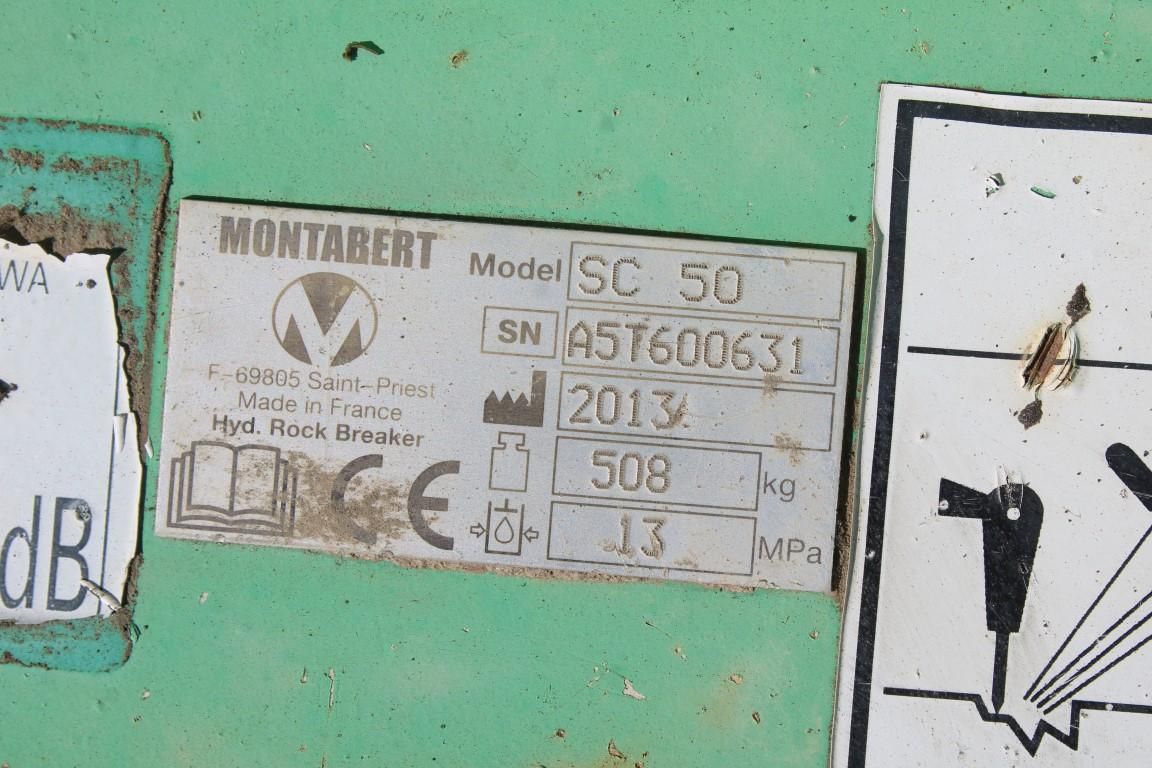 MONTABERT
F-69805 Saint-Priest
Made in France
Hyd. Rock Breaker
CE
Model SC 50
SN A5T600631
2013
508 kg
13 MPa
WA
dB